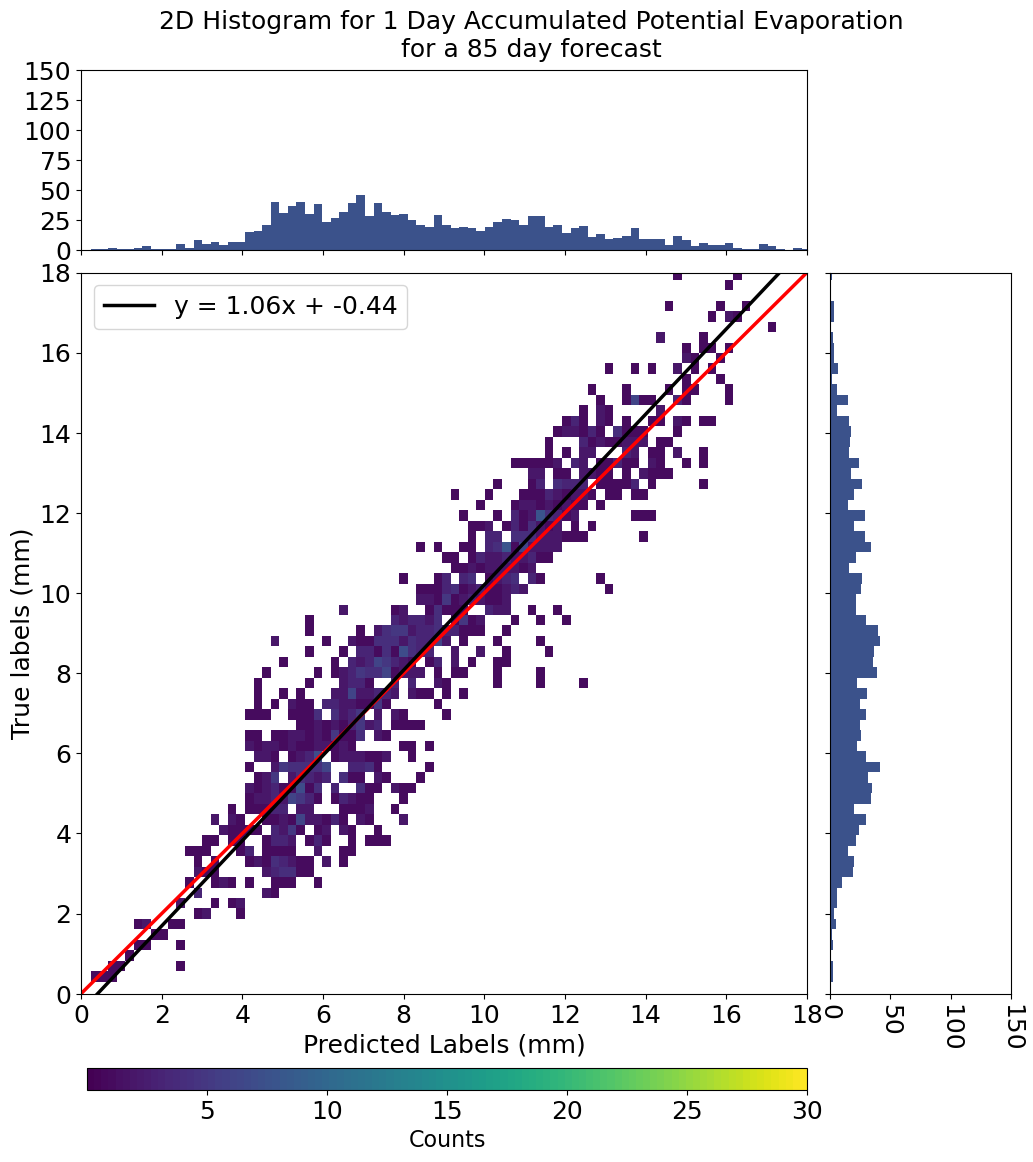 2D Histogram for 1 Day Accumulated Potential Evaporation
for a 85 day forecast
150
125
100
75
50
25
0
18
16
14
12
10
8
6
4
2
0
True labels (mm)
y = 1.06x + -0.44
0 2 4 6 8 10 12 14 16 18
Predicted Labels (mm)
0 50 100 150
5 10 15 20 25 30
Counts